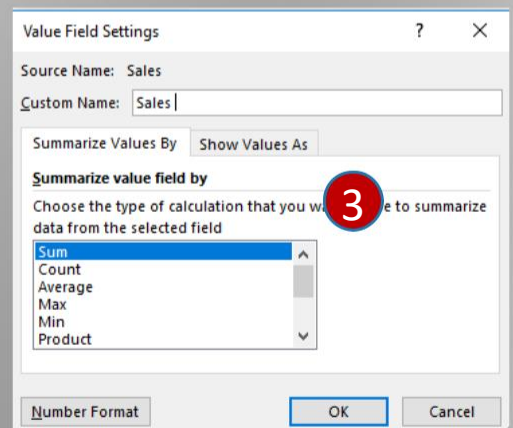 Value Field Settings ? ×
Source Name: Sales
Custom Name: Sales
Summarize Values By Show Values As
Summarize value field by
Choose the type of calculation that you 3 to summarize
data from the selected field
Sum
Count
Average
Max
Min
Product
Number Format OK Cancel